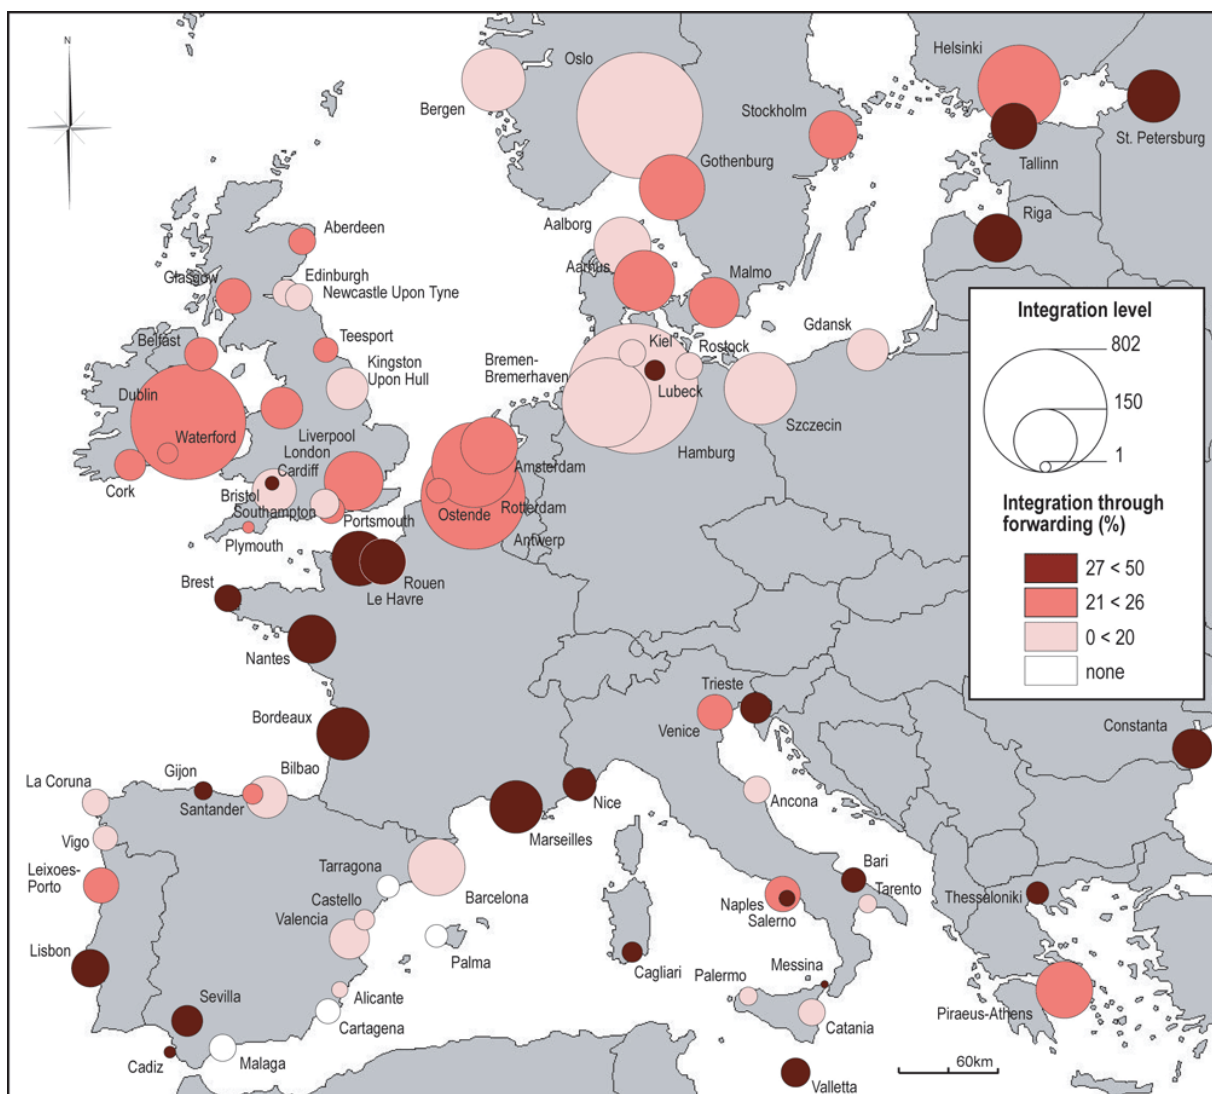 N
Oslo
Helsinki
Bergen
Stockholm
St. Petersburg
Gothenburg
Tallinn
Aalborg
Riga
Aberdeen
Aarhus
Malmo
Glasgow
Edinburgh
Newcastle Upon Tyne
Belfast
Teesport
Kiel
Rostock
Gdansk
Kingston
Upon Hull
Bremen-
Bremerhaven
Lubeck
Dublin
Szczecin
Waterford
Liverpool
London
Hamburg
Cardiff
Amsterdam
Cork
Bristol
Southampton
Portsmouth
Ostende
Rotterdam
Plymouth
Antwerp
Brest
Rouen
Le Havre
Nantes
Bordeaux
Trieste
Venice
Constanta
Gijon
Bilbao
La Coruna
Santander
Nice
Ancona
Vigo
Marseilles
Leixoes-
Porto
Tarragona
Bari
Castello
Barcelona
Tarento
Valencia
Naples
Salerno
Thessaloniki
Lisbon
Palma
Cagliari
Messina
Palermo
Sevilla
Alicante
Piraeus-Athens
Cartagena
Catania
Cadiz
Malaga
Valletta
60km
Integration level
802
150
1
Integration through
forwarding (%)
27 < 50
21 < 26
0 < 20
none